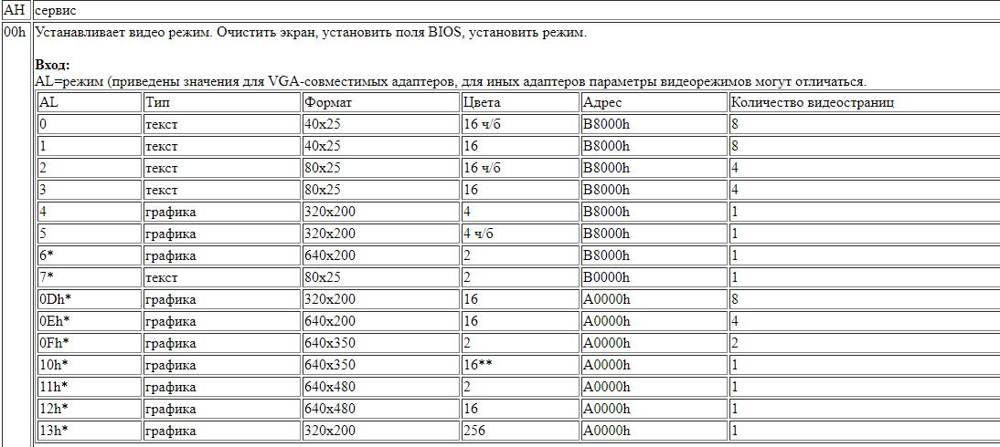 AH сервис
00h Устанавливает видео режим. Очистить экран, установить поля BIOS, установить режим.
Вход:
AL=режим (приведены значения для VGA-совместимых адаптеров, для иных адаптеров параметры видеорежимов могут отличаться.
AL Тип Формат Цвета Адрес Количество видеостраниц
0 текст 40x25 16 ч/б B8000h 8
1 текст 40x25 16 B8000h 8
2 текст 80x25 16 ч/б B8000h 4
3 текст 80x25 16 B8000h 4
4 графика 320x200 4 B8000h 1
5 графика 320x200 4 ч/б B8000h 1
6* графика 640x200 2 B8000h 1
7* текст 80x25 2 B0000h 1
0Dh* графика 320x200 16 A0000h 8
0Eh* графика 640x200 16 A0000h 4
0Fh* графика 640x350 2 A0000h 2
10h* графика 640x350 16** A0000h 1
11h* графика 640x480 2 A0000h 1
12h* графика 640x480 16 A0000h 1
13h* графика 320x200 256 A0000h 1